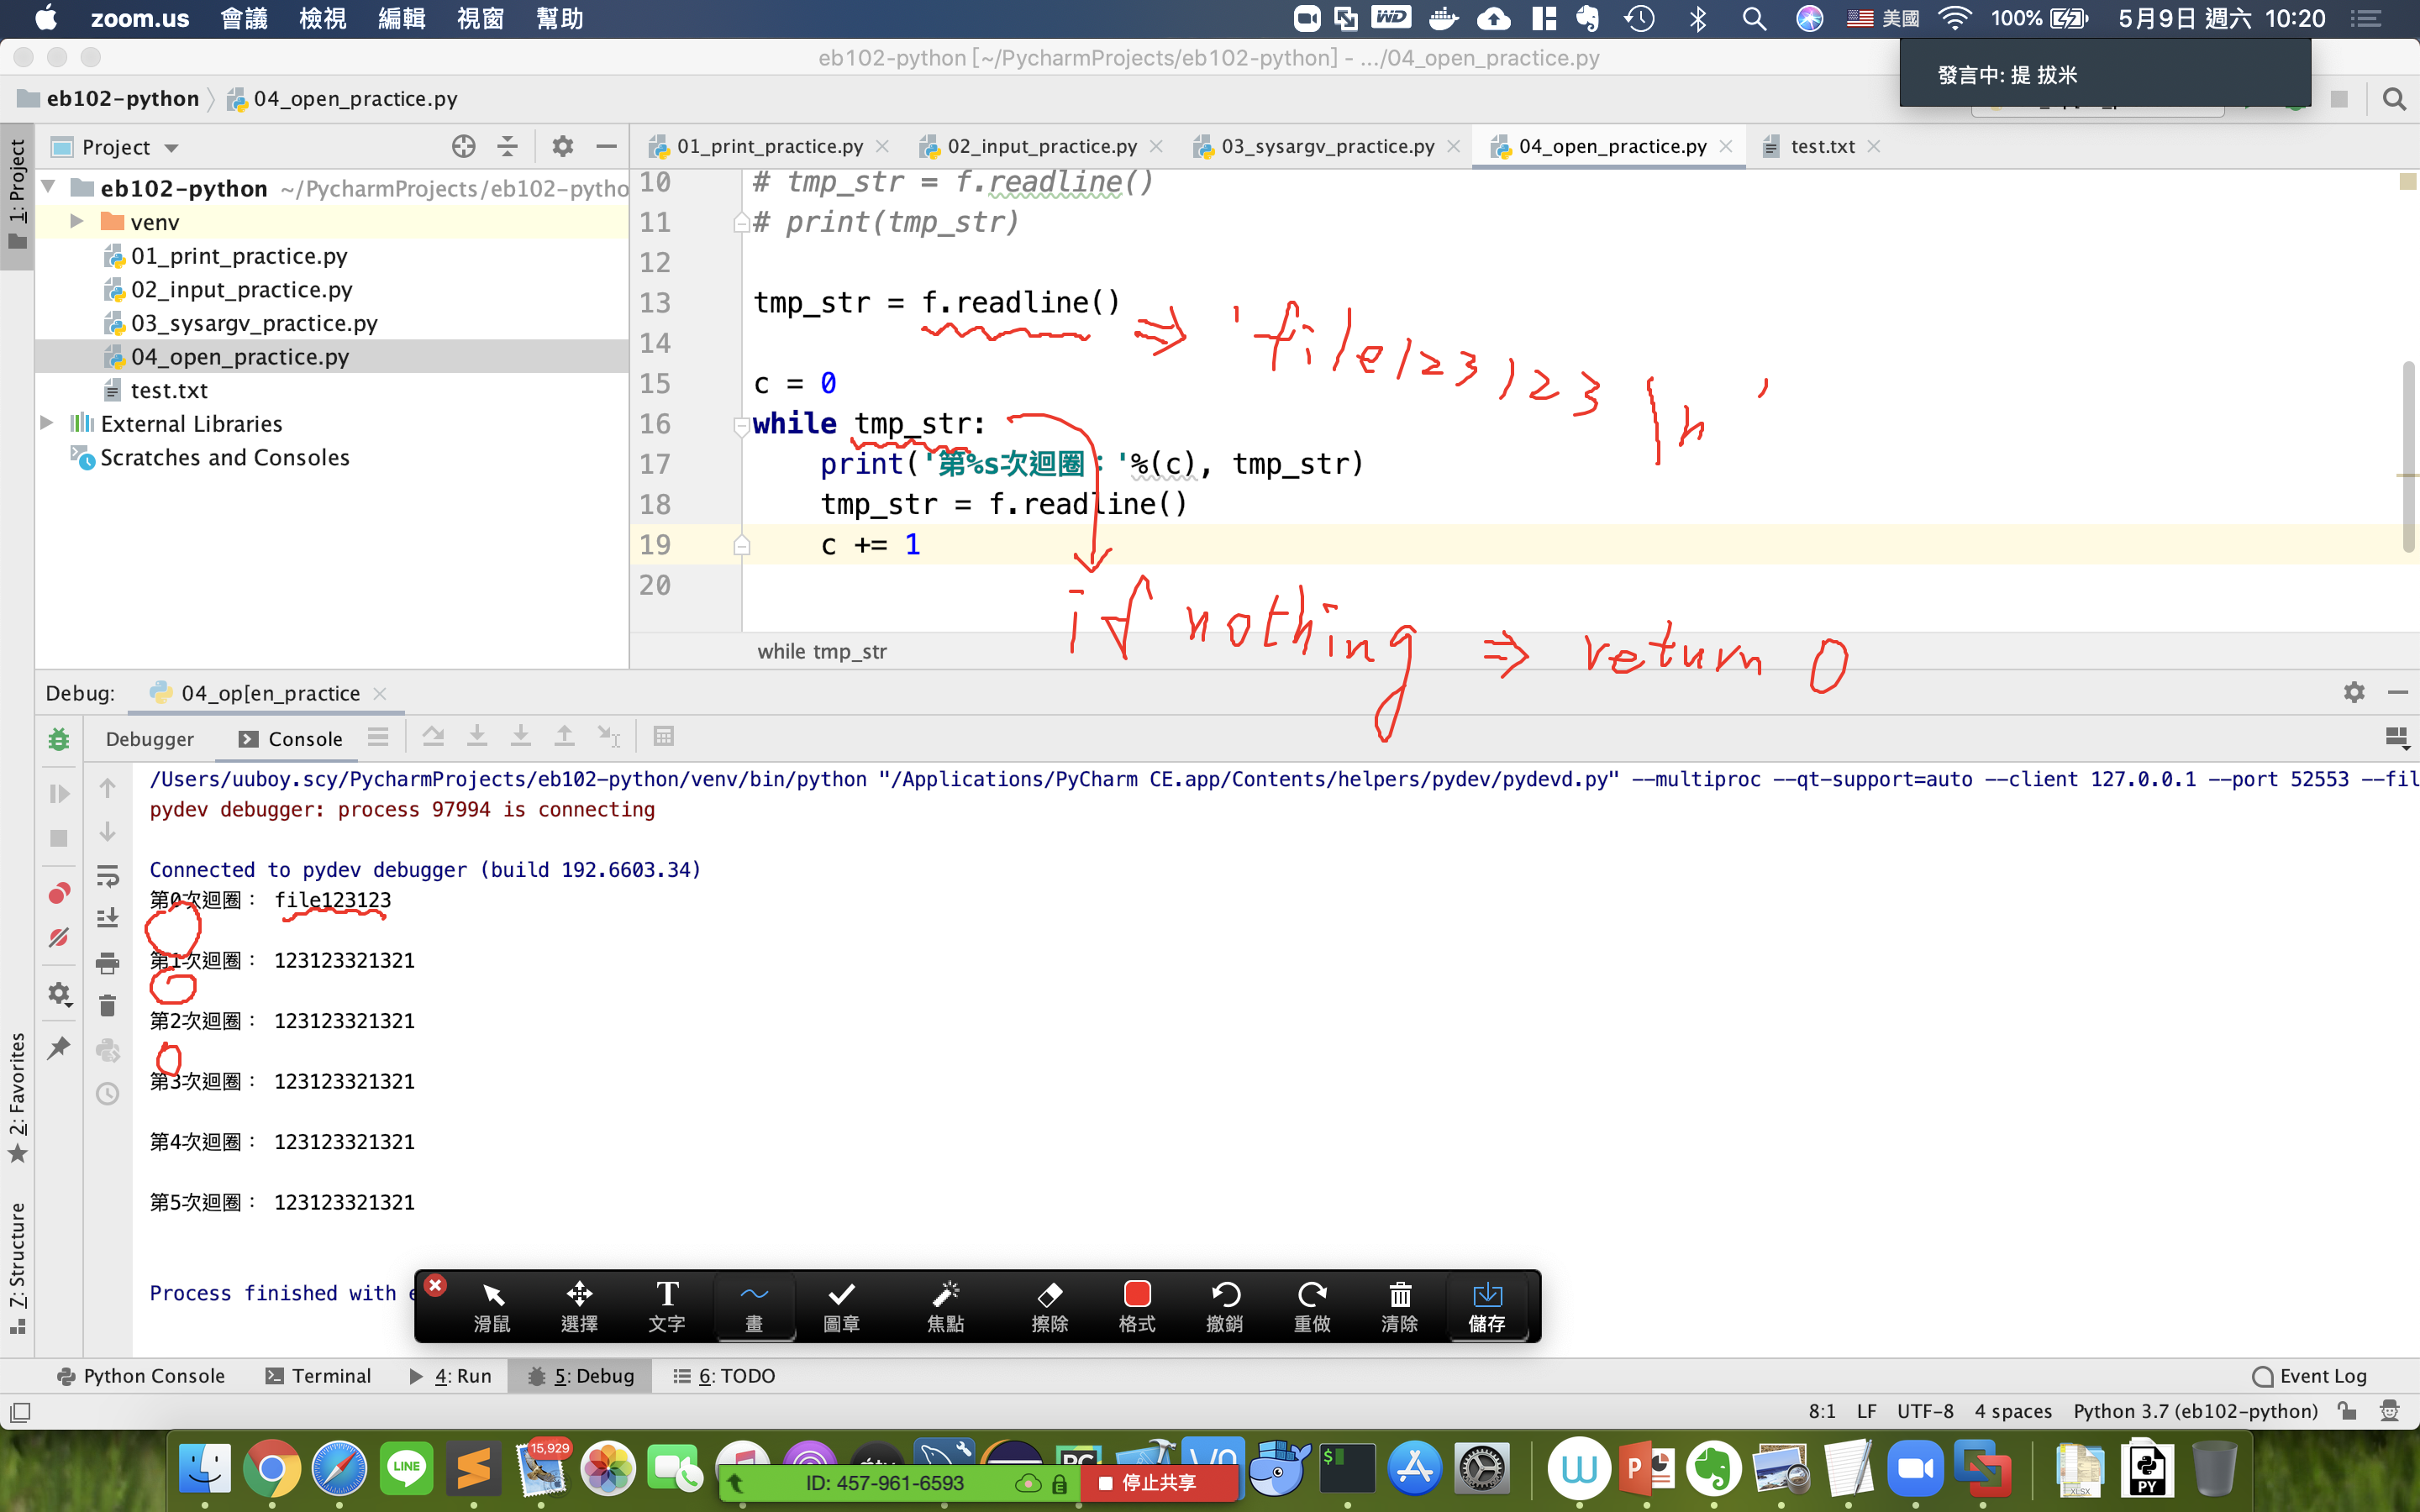 zoom.us 會議 檢視 編輯 視窗 幫助 WD 美國 100% 5月9日 週六 10:20
eb102-python [~/PycharmProjects/eb102-python] - .../04_open_practice.py
發言中: 提 拔米
eb102-python 04_open_practice.py
1: Project
Project
01_print_practice.py 02_input_practice.py 03_sysargv_practice.py 04_open_practice.py test.txt
eb102-python ~/PycharmProjects/eb102-pytho
venv
01_print_practice.py
02_input_practice.py
03_sysargv_practice.py
04_open_practice.py
test.txt
External Libraries
Scratches and Consoles
10 # tmp_str = f.readline()
11 # print(tmp_str)
12
13 tmp_str = f.readline() ⇒ 'file123123\n'
14
15 c = 0
16 while tmp_str:
17 print('第%s次迴圈：'%(c), tmp_str)
18 tmp_str = f.readline()
19 c += 1
20
if nothing ⇒ return 0
while tmp_str
Debug: 04_op[en_practice
Debugger Console
/Users/uuboy.scy/PycharmProjects/eb102-python/venv/bin/python "/Applications/PyCharm CE.app/Contents/helpers/pydev/pydevd.py" --multiproc --qt-support=auto --client 127.0.0.1 --port 52553 --fil
pydev debugger: process 97994 is connecting
Connected to pydev debugger (build 192.6603.34)
第0次迴圈： file123123
第1次迴圈： 123123321321
第2次迴圈： 123123321321
第3次迴圈： 123123321321
第4次迴圈： 123123321321
第5次迴圈： 123123321321
Process finished with
2: Favorites
7: Structure
滑鼠 選擇 文字 畫 圖章 焦點 擦除 格式 撤銷 重做 清除 儲存
Python Console Terminal 4: Run 5: Debug 6: TODO Event Log
8:1 LF UTF-8 4 spaces Python 3.7 (eb102-python)
LINE 15,929
ID: 457-961-6593 停止共享
XLSX PY